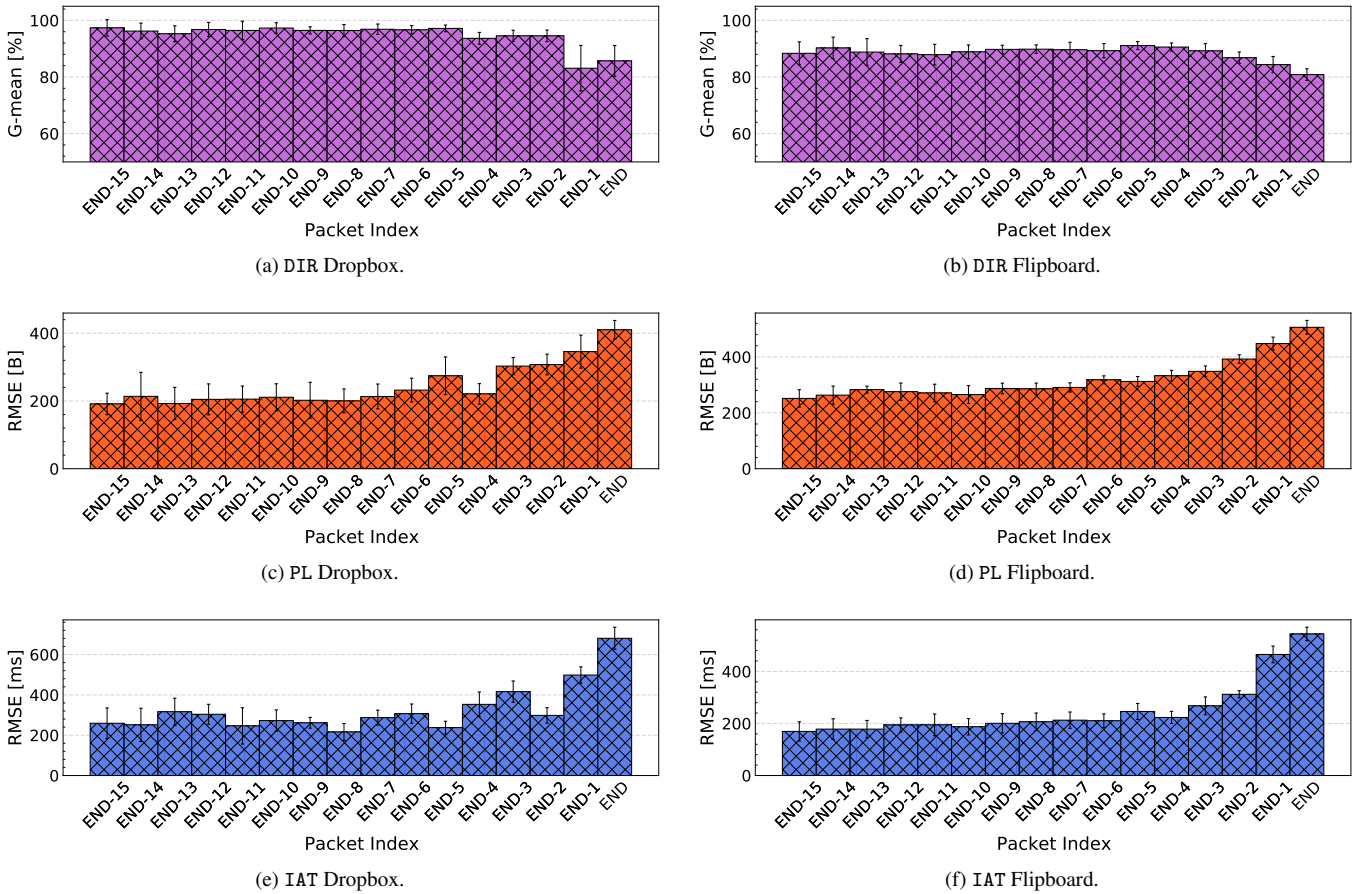 G-mean [%]
100
80
60
END-15 END-14 END-13 END-12 END-11 END-10 END-9 END-8 END-7 END-6 END-5 END-4 END-3 END-2 END-1 END
Packet Index
(a) DIR Dropbox.
G-mean [%]
100
80
60
END-15 END-14 END-13 END-12 END-11 END-10 END-9 END-8 END-7 END-6 END-5 END-4 END-3 END-2 END-1 END
Packet Index
(b) DIR Flipboard.
RMSE [B]
400
200
0
END-15 END-14 END-13 END-12 END-11 END-10 END-9 END-8 END-7 END-6 END-5 END-4 END-3 END-2 END-1 END
Packet Index
(c) PL Dropbox.
RMSE [B]
400
200
0
END-15 END-14 END-13 END-12 END-11 END-10 END-9 END-8 END-7 END-6 END-5 END-4 END-3 END-2 END-1 END
Packet Index
(d) PL Flipboard.
RMSE [ms]
600
400
200
0
END-15 END-14 END-13 END-12 END-11 END-10 END-9 END-8 END-7 END-6 END-5 END-4 END-3 END-2 END-1 END
Packet Index
(e) IAT Dropbox.
RMSE [ms]
400
200
0
END-15 END-14 END-13 END-12 END-11 END-10 END-9 END-8 END-7 END-6 END-5 END-4 END-3 END-2 END-1 END
Packet Index
(f) IAT Flipboard.